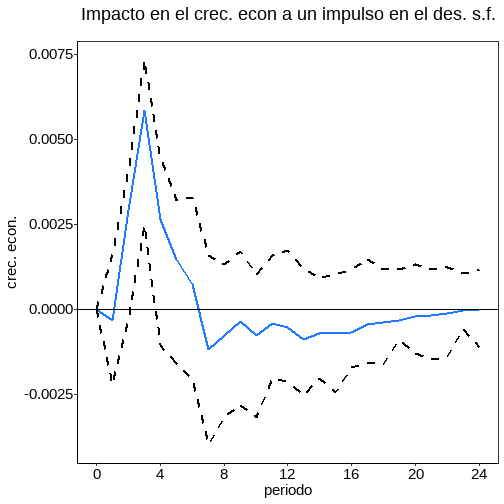 Impacto en el crec. econ a un impulso en el des. s.f.
crec. econ.
0.0075
0.0050
0.0025
0.0000
-0.0025
0 4 8 12 16 20 24
periodo